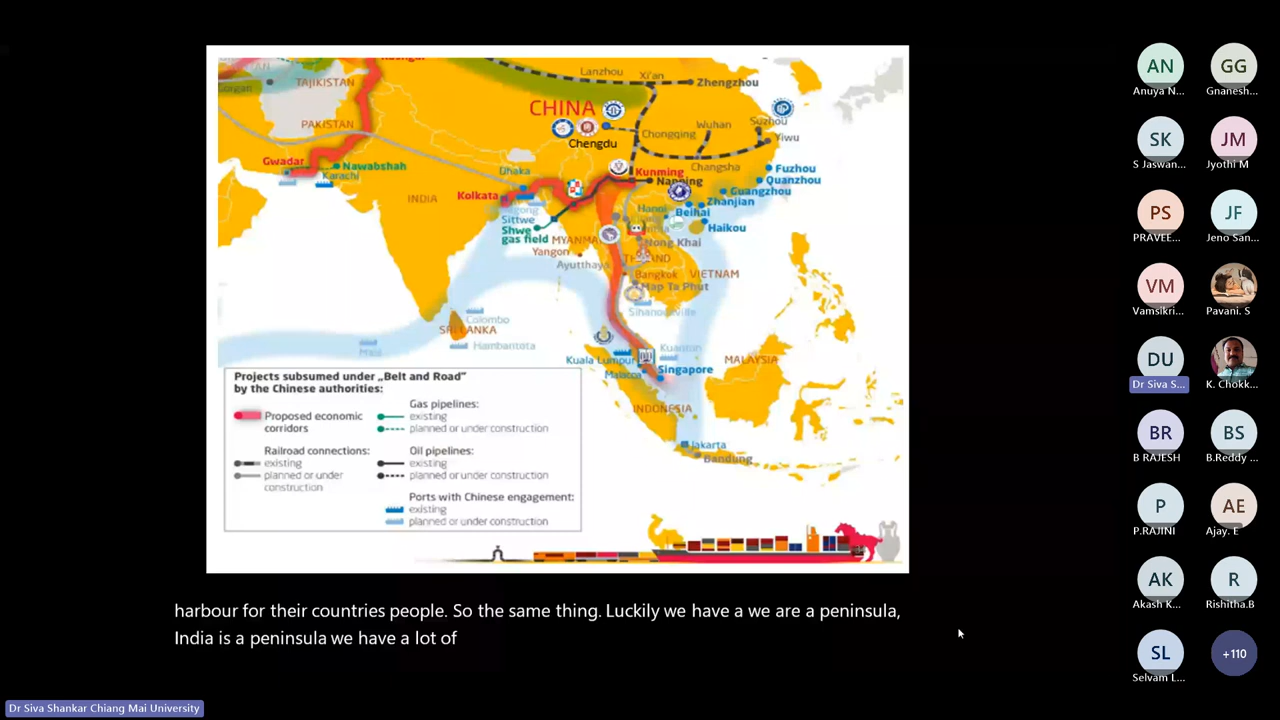 Lanzhou
Xi'an
Zhengzhou
TAJIKISTAN
CHINA
Suzhou
Wuhan
Yiwu
PAKISTAN
Chongqing
Chengdu
Changsha
Gwadar
Nawabshah
Karachi
Dhaka
Kunming
Nanning
Fuzhou
Quanzhou
Guangzhou
Kolkata
INDIA
Zhanjian
Hanoi
Beihai
Sittwe
Haikou
Shwe
gas field
MYANMA
Nong Khai
Yangon
Ayutthaya
THAILAND
Bangkok
VIETNAM
Map Ta Phut
Sihanoukville
Colombo
SRI LANKA
Hambantota
Male
Kuantan
Kuala Lumpur
MALAYSIA
Malacca
Singapore
INDONESIA
Jakarta
Bandung
Projects subsumed under „Belt and Road"
by the Chinese authorities:
Proposed economic
corridors
Railroad connections:
existing
planned or under
construction
Gas pipelines:
existing
planned or under construction
Oil pipelines:
existing
planned or under construction
Ports with Chinese engagement:
existing
planned or under construction
harbour for their countries people. So the same thing. Luckily we have a we are a peninsula,
India is a peninsula we have a lot of
Dr Siva Shankar Chiang Mai University
AN GG
Anuya N... Gnanesh...
SK JM
S Jaswan... Jyothi M
PS JF
PRAVEE... Jeno San...
VM
Vamsikri... Pavani. S
DU
Dr Siva S... K. Chokk...
BR BS
B RAJESH B.Reddy ...
P AE
P.RAJINI Ajay. E
AK R
Akash K... Rishitha.B
SL +110
Selvam L...